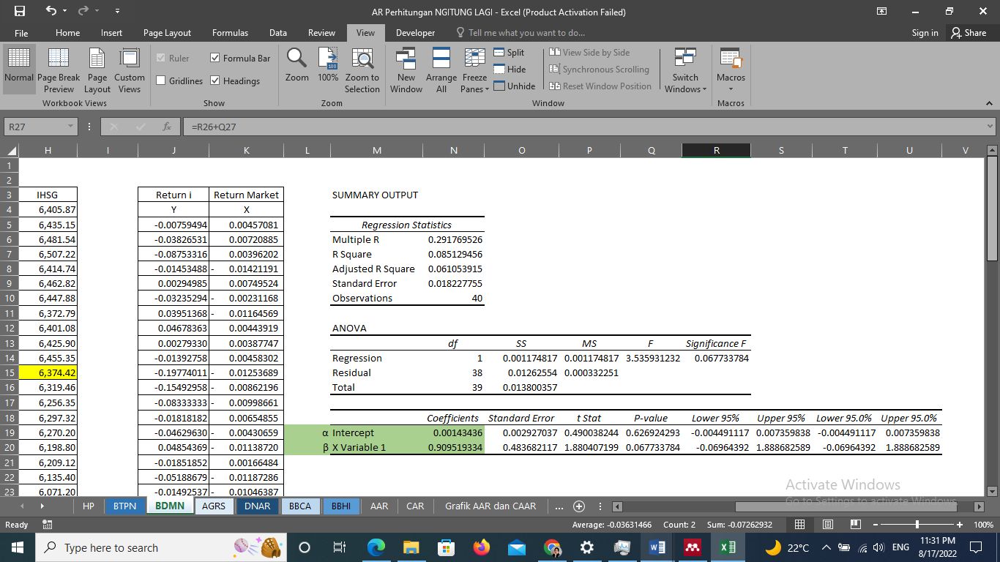 AR Perhitungan NGITUNG LAGI - Excel (Product Activation Failed)
File Home Insert Page Layout Formulas Data Review View Developer Tell me what you want to do... Sign in Share
Normal Page Break Preview Page Layout Custom Views
Workbook Views
Ruler Formula Bar
Gridlines Headings
Show
Zoom 100% Zoom to Selection
Zoom
New Window Arrange All Freeze Panes
Split View Side by Side
Hide Synchronous Scrolling
Unhide Reset Window Position
Switch Windows
Window
Macros
Macros
R27 fx =R26+Q27
H I J K L M N O P Q R S T U V
1
2
3 IHSG Return i Return Market SUMMARY OUTPUT
4 6,405.87 Y X
5 6,435.15 -0.00759494 0.00457081 Regression Statistics
6 6,481.54 -0.03826531 0.00720885 Multiple R 0.291769526
7 6,507.22 -0.08753316 0.00396202 R Square 0.085129456
8 6,414.74 -0.01453488 - 0.01421191 Adjusted R Square 0.061053915
9 6,462.82 0.00294985 0.00749524 Standard Error 0.018227755
10 6,447.88 -0.03235294 - 0.00231168 Observations 40
11 6,372.79 0.03951368 - 0.01164569
12 6,401.08 0.04678363 0.00443919 ANOVA
13 6,425.90 0.00279330 0.00387747 df SS MS F Significance F
14 6,455.35 -0.01392758 0.00458302 Regression 1 0.001174817 0.001174817 3.535931232 0.067733784
15 6,374.42 -0.19774011 - 0.01253689 Residual 38 0.01262554 0.000332251
16 6,319.46 -0.15492958 - 0.00862196 Total 39 0.013800357
17 6,256.35 -0.08333333 - 0.00998661
18 6,297.32 -0.01818182 0.00654855 Coefficients Standard Error t Stat P-value Lower 95% Upper 95% Lower 95.0% Upper 95.0%
19 6,270.20 -0.04629630 - 0.00430659 α Intercept 0.00143436 0.002927037 0.490038244 0.626924293 -0.004491117 0.007359838 -0.004491117 0.007359838
20 6,198.80 0.04854369 - 0.01138720 β X Variable 1 0.909519334 0.483682117 1.880407199 0.067733784 -0.06964392 1.888682589 -0.06964392 1.888682589
21 6,209.12 -0.01851852 0.00166484
22 6,135.40 -0.05188679 - 0.01187286
23 6,071.20 -0.01492537 - 0.01046387
Activate Windows
Go to Settings to activate Windows.
HP BTPN BDMN AGRS DNAR BBCA BBHI AAR CAR Grafik AAR dan CAAR ...
Ready Average: -0.03631466 Count: 2 Sum: -0.07262932 100%
Type here to search 22°C ENG 11:31 PM
8/17/2022